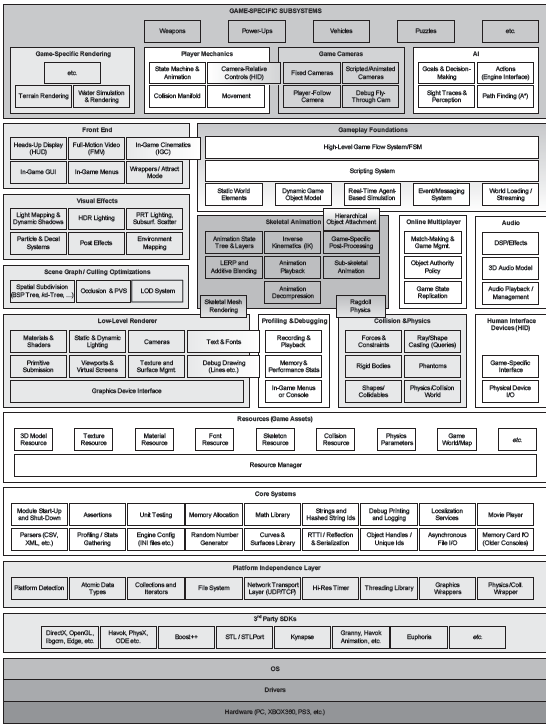 GAME-SPECIFIC SUBSYSTEMS
Weapons
Power-Ups
Vehicles
Puzzles
etc.
Game-Specific Rendering
etc.
Terrain Rendering
Water Simulation
& Rendering
Player Mechanics
State Machine &
Animation
Camera-Relative
Controls (HID)
Collision Manifold
Movement
Game Cameras
Fixed Cameras
Scripted/Animated
Cameras
Player-Follow
Camera
Debug Fly-
Through Cam
AI
Goals & Decision-
Making
Actions
(Engine Interface)
Sight Traces &
Perception
Path Finding (A*)
Front End
Heads-Up Display
(HUD)
Full-Motion Video
(FMV)
In-Game Cinematics
(IGC)
In-Game GUI
In-Game Menus
Wrappers / Attract
Mode
Gameplay Foundations
High-Level Game Flow System/FSM
Scripting System
Static World
Elements
Dynamic Game
Object Model
Real-Time Agent-
Based Simulation
Event/Messaging
System
World Loading /
Streaming
Visual Effects
Light Mapping &
Dynamic Shadows
HDR Lighting
PRT Lighting,
Subsurf. Scatter
Particle & Decal
Systems
Post Effects
Environment
Mapping
Skeletal Animation
Hierarchical
Object Attachment
Animation State
Tree & Layers
Inverse
Kinematics (IK)
Game-Specific
Post-Processing
LERP and
Additive Blending
Animation
Playback
Sub-skeletal
Animation
Animation
Decompression
Skeletal Mesh
Rendering
Ragdoll
Physics
Online Multiplayer
Match-Making &
Game Mgmt.
Object Authority
Policy
Game State
Replication
Audio
DSP/Effects
3D Audio Model
Audio Playback /
Management
Scene Graph / Culling Optimizations
Spatial Subdivision
(BSP Tree, kd-Tree, ...)
Occlusion & PVS
LOD System
Low-Level Renderer
Materials &
Shaders
Static & Dynamic
Lighting
Cameras
Text & Fonts
Primitive
Submission
Viewports &
Virtual Screens
Texture and
Surface Mgmt.
Debug Drawing
(Lines etc.)
Graphics Device Interface
Profiling & Debugging
Recording &
Playback
Memory &
Performance Stats
In-Game Menus
or Console
Collision & Physics
Forces &
Constraints
Ray/Shape
Casting (Queries)
Rigid Bodies
Phantoms
Shapes/
Collidables
Physics/Collision
World
Human Interface
Devices (HID)
Game-Specific
Interface
Physical Device
I/O
Resources (Game Assets)
3D Model
Resource
Texture
Resource
Material
Resource
Font
Resource
Skeleton
Resource
Collision
Resource
Physics
Parameters
Game
World/Map
etc.
Resource Manager
Core Systems
Module Start-Up
and Shut-Down
Assertions
Unit Testing
Memory Allocation
Math Library
Strings and
Hashed String Ids
Debug Printing
and Logging
Localization
Services
Movie Player
Parsers (CSV,
XML, etc.)
Profiling / Stats
Gathering
Engine Config
(INI files etc.)
Random Number
Generator
Curves &
Surfaces Library
RTTI / Reflection
& Serialization
Object Handles /
Unique Ids
Asynchronous
File I/O
Memory Card I/O
(Older Consoles)
Platform Independence Layer
Platform Detection
Atomic Data
Types
Collections and
Iterators
File System
Network Transport
Layer (UDP/TCP)
Hi-Res Timer
Threading Library
Graphics
Wrappers
Physics/Coll.
Wrapper
3rd Party SDKs
DirectX, OpenGL,
libgcm, Edge, etc.
Havok, PhysX,
ODE etc.
Boost++
STL / STLPort
Kynapse
Granny, Havok
Animation, etc.
Euphoria
etc.
OS
Drivers
Hardware (PC, XBOX360, PS3, etc.)